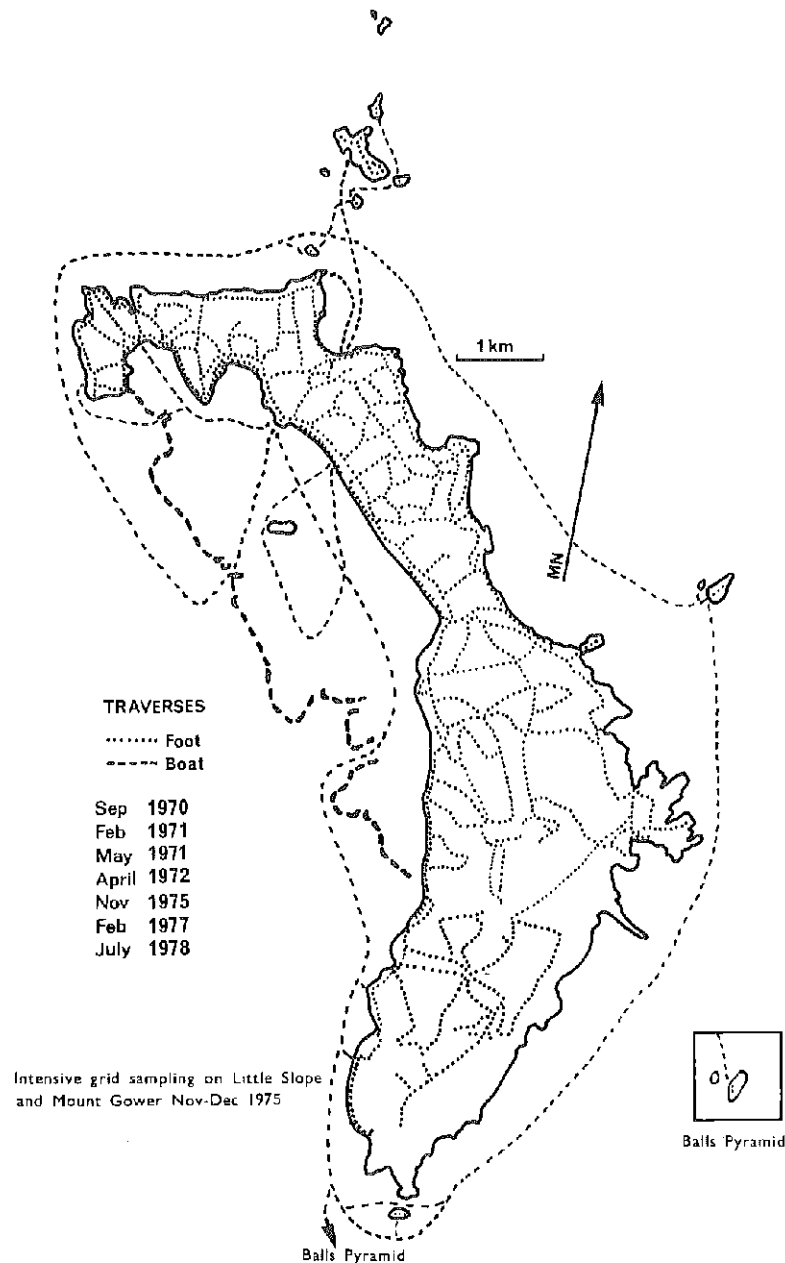 1 km
MN
TRAVERSES
Foot
Boat
Sep 1970
Feb 1971
May 1971
April 1972
Nov 1975
Feb 1977
July 1978
Intensive grid sampling on Little Slope
and Mount Gower Nov-Dec 1975
Balls Pyramid
Balls Pyramid